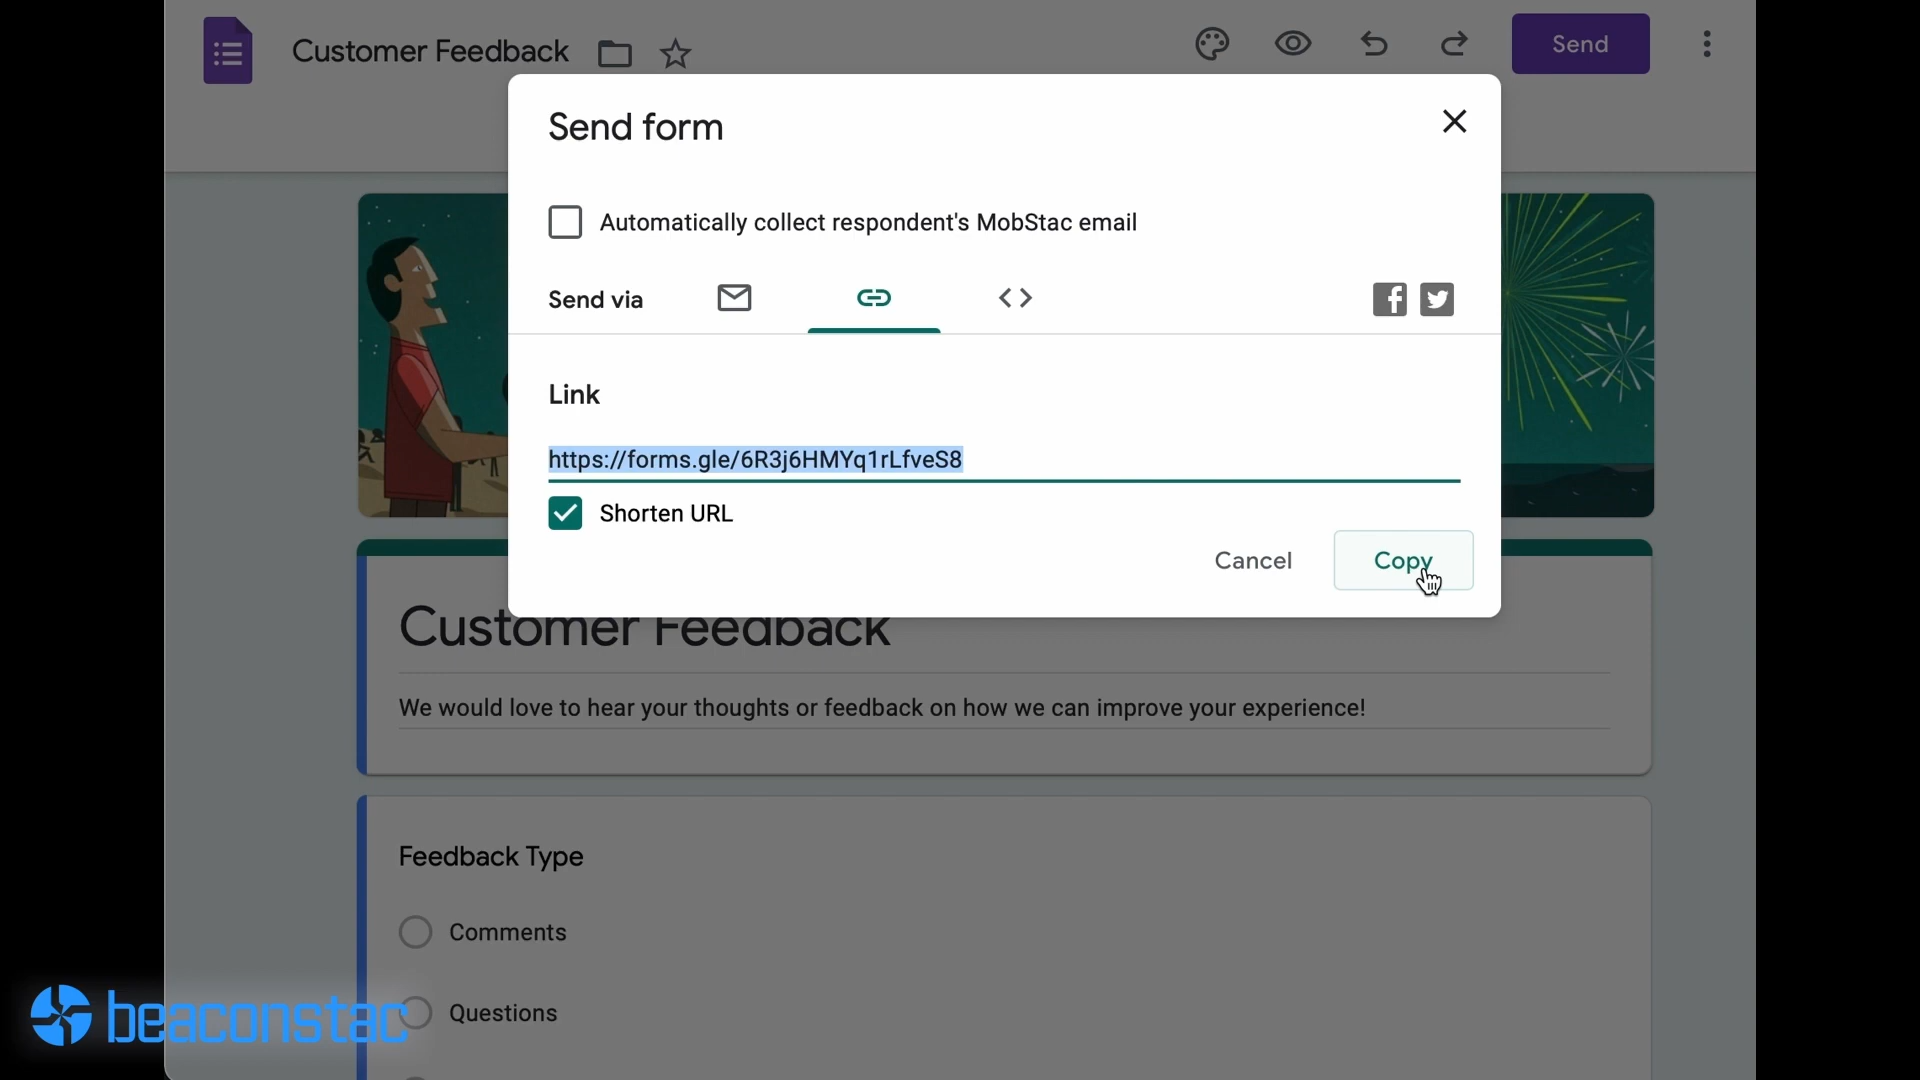 Customer Feedback
Send
Send form
Automatically collect respondent's MobStac email
Send via
Link
https://forms.gle/6R3j6HMYq1rLfveS8
Shorten URL
Cancel
Copy
Customer Feedback
We would love to hear your thoughts or feedback on how we can improve your experience!
Feedback Type
Comments
Questions
beaconstac